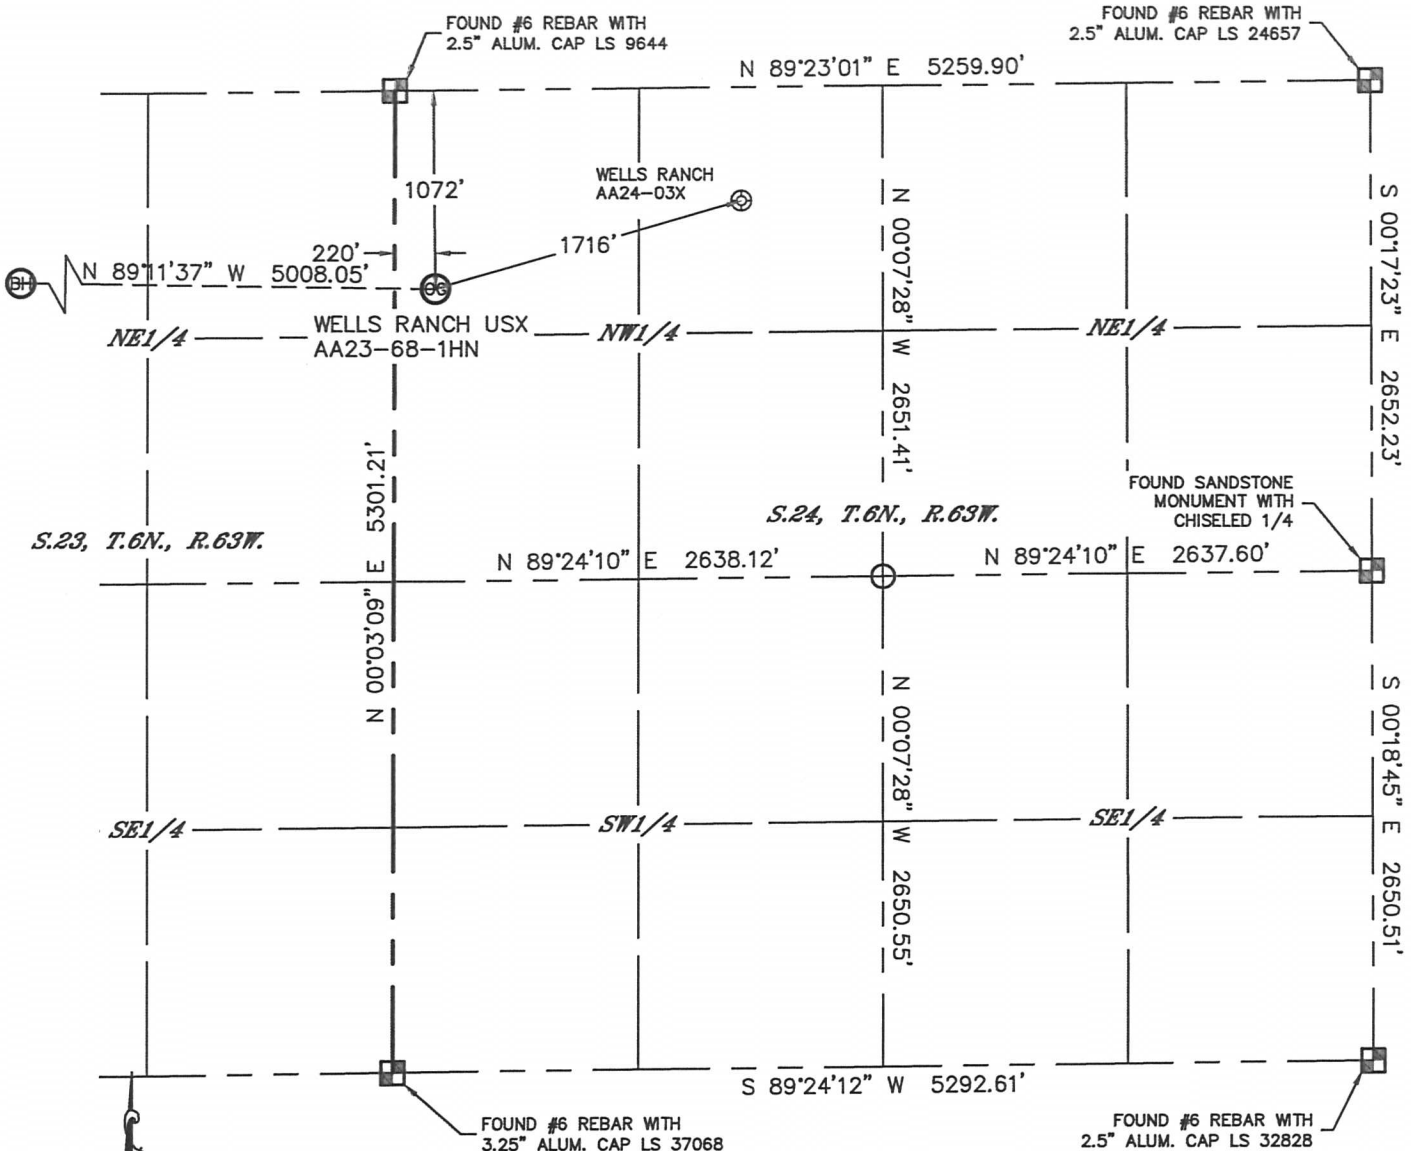 FOUND #6 REBAR WITH
2.5" ALUM. CAP LS 9644
FOUND #6 REBAR WITH
2.5" ALUM. CAP LS 24657
N 89°23'01" E 5259.90'
1072'
WELLS RANCH
AA24-03X
1716'
220'
N 89°11'37" W 5008.05'
BH
OG
WELLS RANCH USX
AA23-68-1HN
NE1/4
NW1/4
NE1/4
N 00°07'28" W 2651.41'
S 00°17'23" E 2652.23'
N 00°03'09" E 5301.21'
FOUND SANDSTONE
MONUMENT WITH
CHISELED 1/4
S.23, T.6N., R.63W.
S.24, T.6N., R.63W.
N 89°24'10" E 2638.12'
N 89°24'10" E 2637.60'
N 00°07'28" W 2650.55'
S 00°18'45" E 2650.51'
SE1/4
SW1/4
SE1/4
S 89°24'12" W 5292.61'
FOUND #6 REBAR WITH
3.25" ALUM. CAP LS 37068
FOUND #6 REBAR WITH
2.5" ALUM. CAP LS 32828